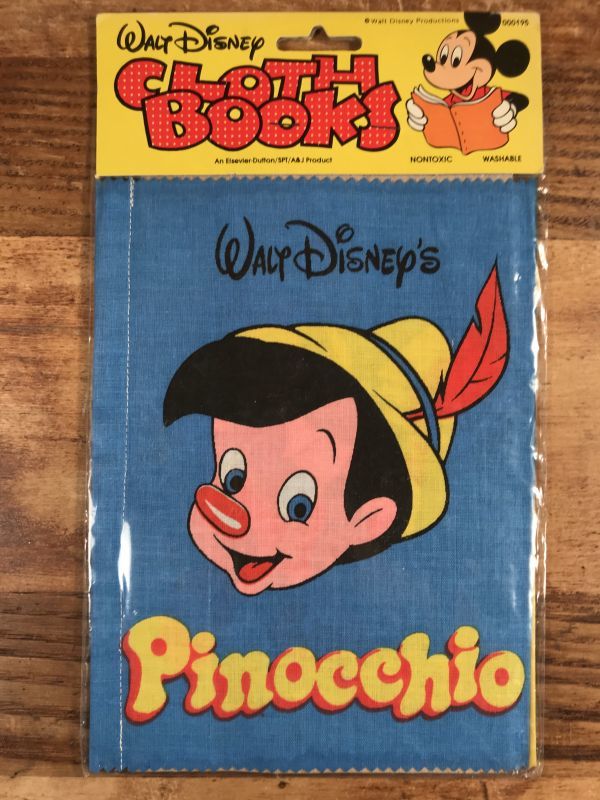 © Walt Disney Productions
000195
Walt Disney
CLOTH
BOOKS
An Elsevier-Dutton/SPT/A&J Product
NONTOXIC
WASHABLE
Walt Disney's
Pinocchio